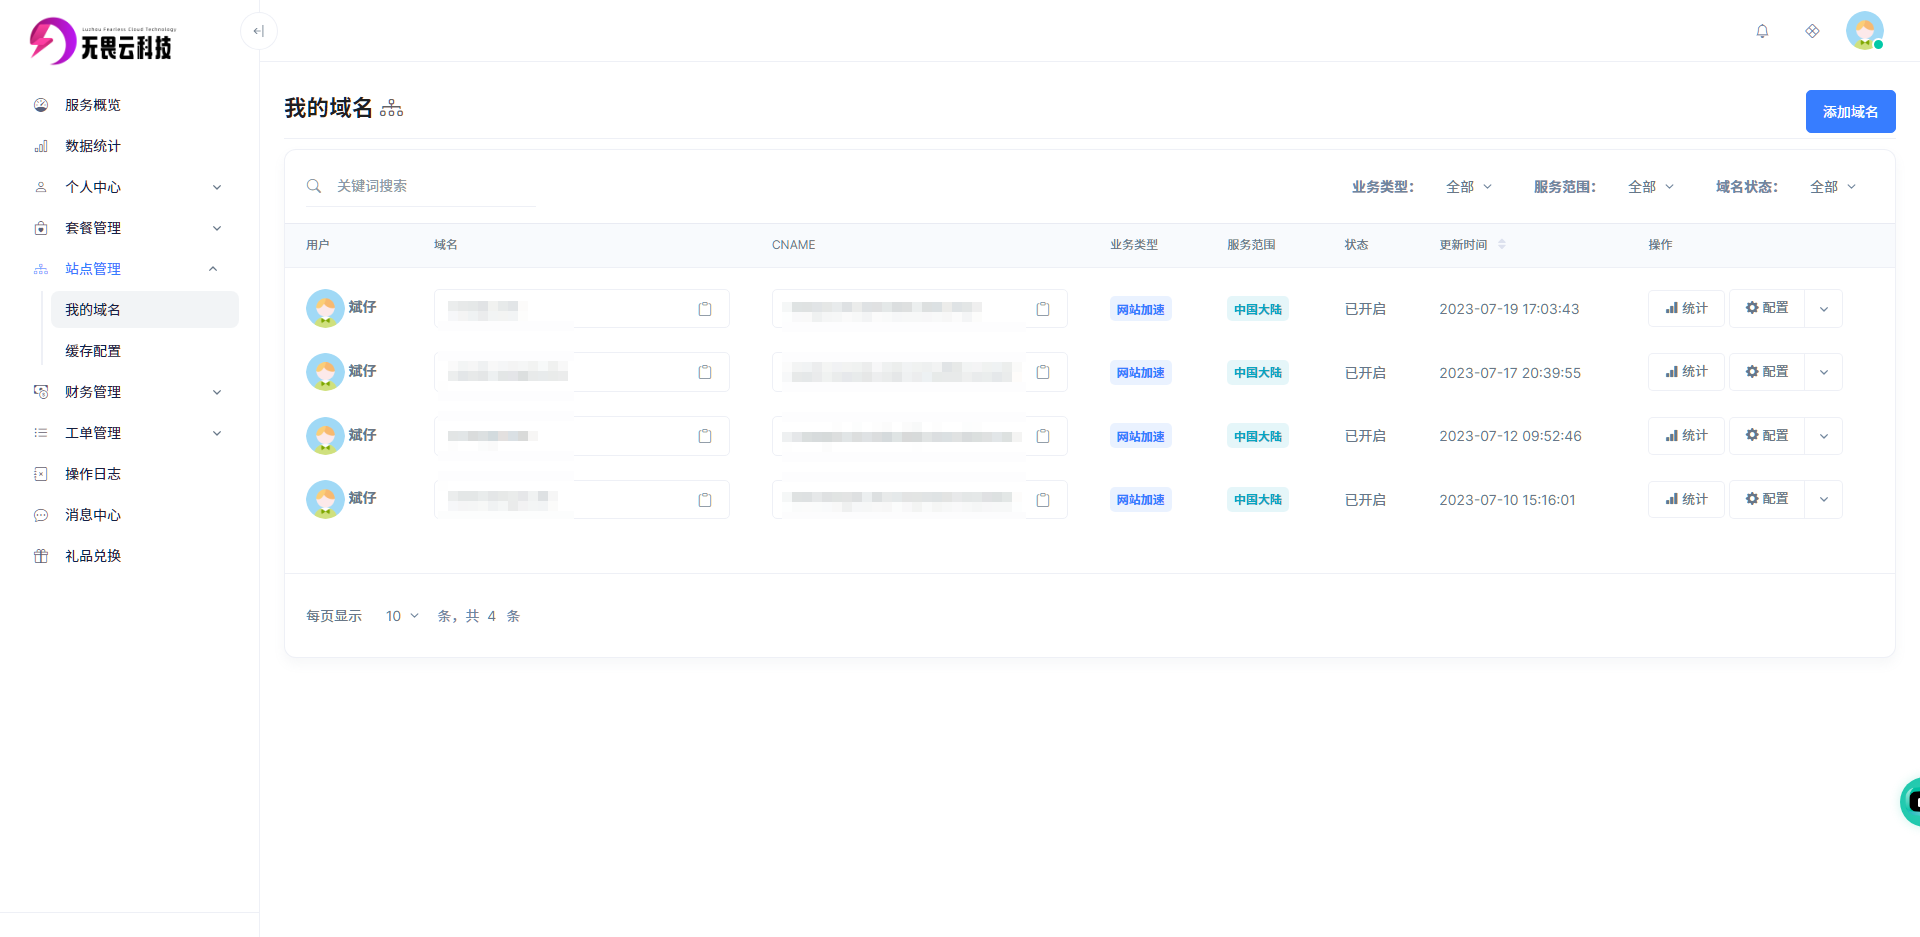 Luzhou Fearless Cloud Technology
无畏云科技
服务概览
数据统计
个人中心
套餐管理
站点管理
我的域名
缓存配置
财务管理
工单管理
操作日志
消息中心
礼品兑换
我的域名
添加域名
关键词搜索
业务类型： 全部 服务范围： 全部 域名状态： 全部
用户 域名 CNAME 业务类型 服务范围 状态 更新时间 操作
斌仔 网站加速 中国大陆 已开启 2023-07-19 17:03:43 统计 配置
斌仔 网站加速 中国大陆 已开启 2023-07-17 20:39:55 统计 配置
斌仔 网站加速 中国大陆 已开启 2023-07-12 09:52:46 统计 配置
斌仔 网站加速 中国大陆 已开启 2023-07-10 15:16:01 统计 配置
每页显示 10 条，共 4 条